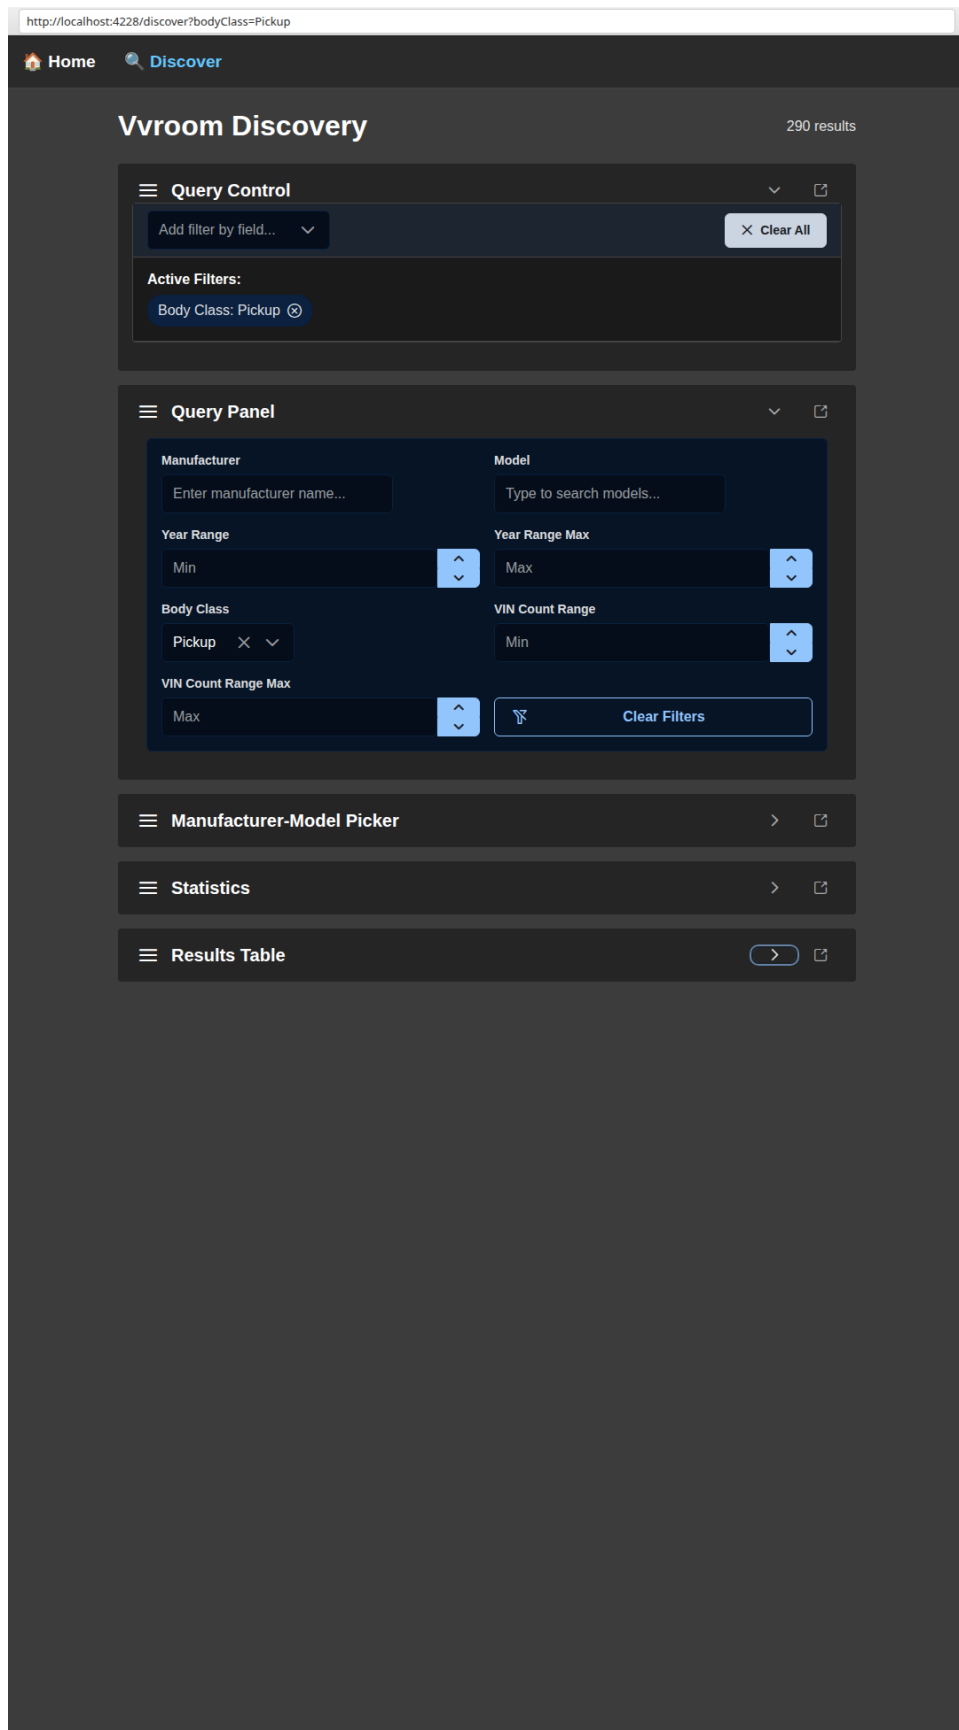 http://localhost:4228/discover?bodyClass=Pickup
Home Discover
Vvroom Discovery 290 results
Query Control
Add filter by field... Clear All
Active Filters:
Body Class: Pickup
Query Panel
Manufacturer Model
Enter manufacturer name... Type to search models...
Year Range Year Range Max
Min Max
Body Class VIN Count Range
Pickup Min
VIN Count Range Max
Max Clear Filters
Manufacturer-Model Picker
Statistics
Results Table